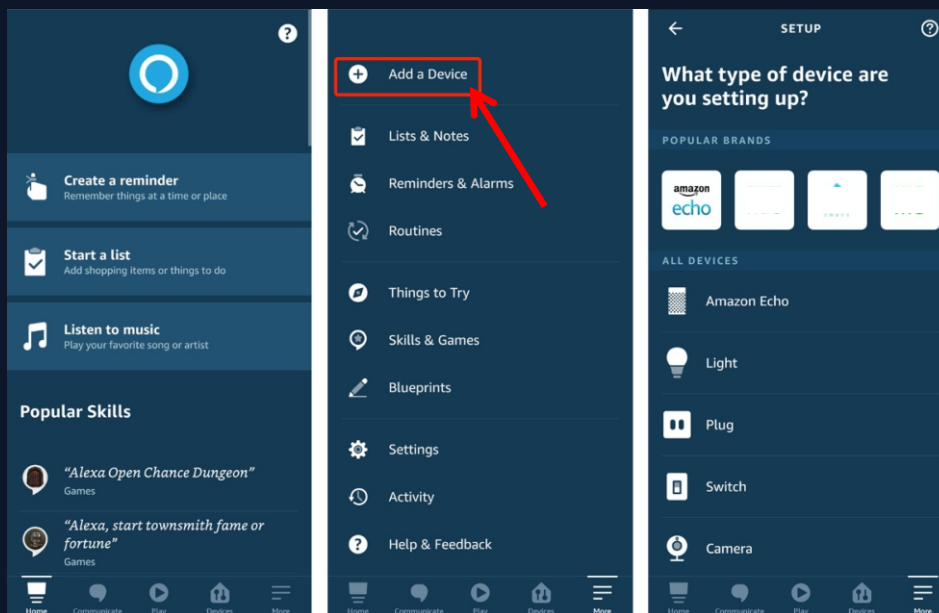 ?
Create a reminder
Remember things at a time or place
Start a list
Add shopping items or things to do
Listen to music
Play your favorite song or artist
Popular Skills
“Alexa Open Chance Dungeon”
Games
“Alexa, start townsmith fame or
fortune”
Games
Home
Communicate
Play
Devices
More
Add a Device
Lists & Notes
Reminders & Alarms
Routines
Things to Try
Skills & Games
Blueprints
Settings
Activity
? Help & Feedback
Home
Communicate
Play
Devices
More
SETUP
?
What type of device are
you setting up?
POPULAR BRANDS
amazon
echo
ALL DEVICES
Amazon Echo
Light
Plug
Switch
Camera
Home
Communicate
Play
Devices
More